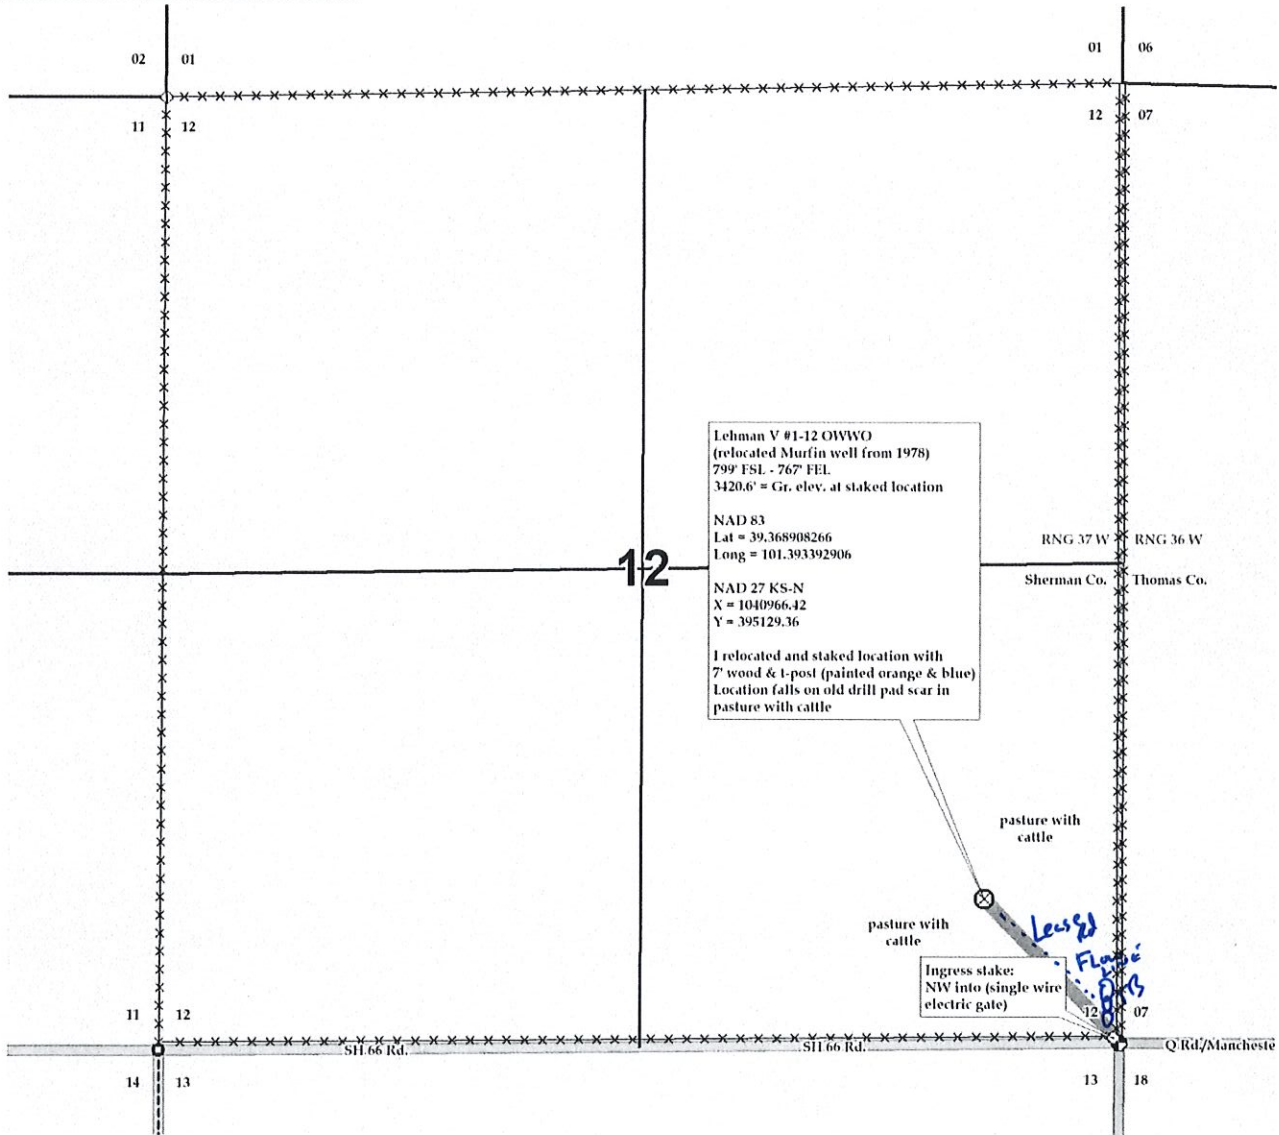 02 01
01 06
11 12
12 07
Lehman V #1-12 OWWO
(relocated Murfin well from 1978)
799' FSL - 767' FEL
3420.6' = Gr. elev. at staked location
NAD 83
Lat = 39.368908266
Long = 101.393392906
NAD 27 KS-N
X = 1040966.42
Y = 395129.36
I relocated and staked location with
7' wood & t-post (painted orange & blue)
Location falls on old drill pad scar in
pasture with cattle
12
RNG 37 W RNG 36 W
Sherman Co. Thomas Co.
pasture with
cattle
pasture with
cattle
Ingress stake:
NW into (single wire
electric gate)
12 07
11 12
SH 66 Rd.
SH 66 Rd.
Q Rd./Mancheste
14 13
13 18